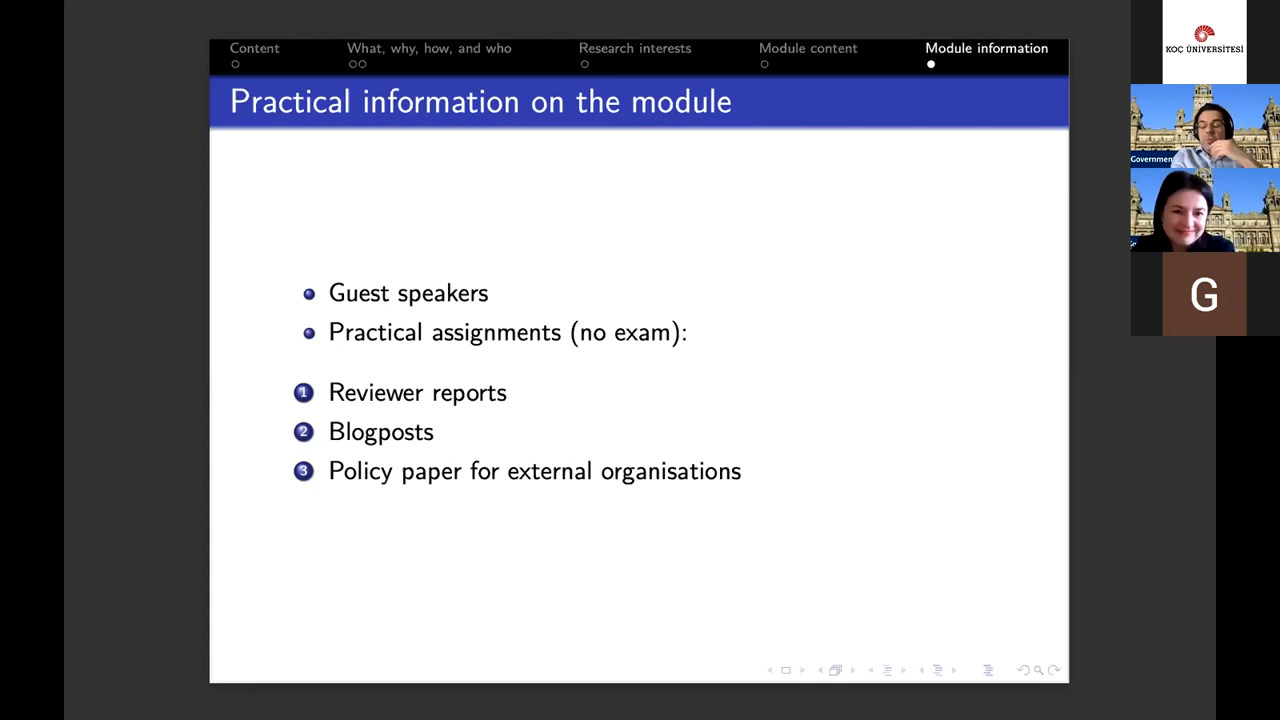 Content
What, why, how, and who
Research interests
Module content
Module information
Practical information on the module
Guest speakers
Practical assignments (no exam):
1 Reviewer reports
2 Blogposts
3 Policy paper for external organisations
KOÇ ÜNİVERSİTESİ
Governmen
G